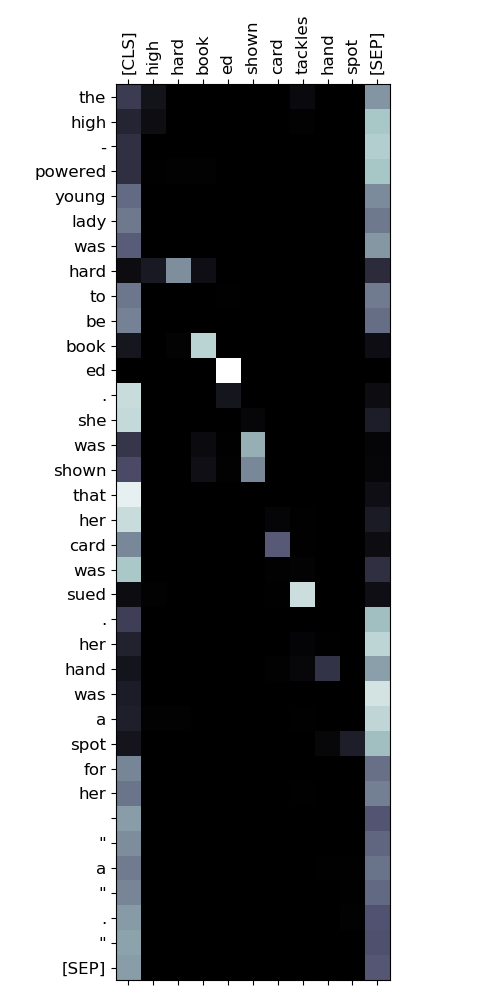 [CLS] high hard book ed shown card tackles hand spot [SEP]
the
high
-
powered
young
lady
was
hard
to
be
book
ed
.
she
was
shown
that
her
card
was
sued
.
her
hand
was
a
spot
for
her
-
"
a
"
.
"
[SEP]